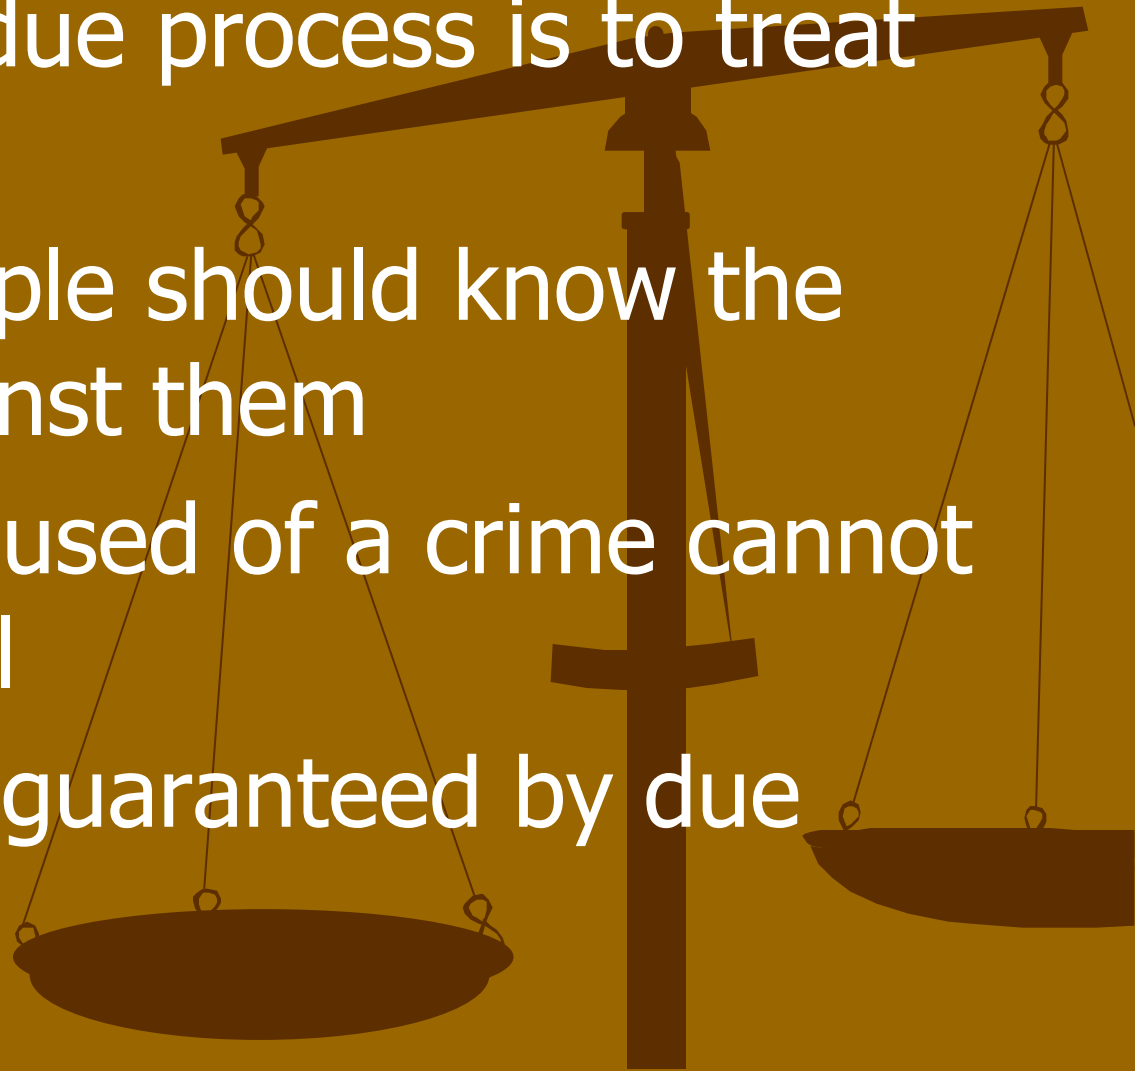 due process is to treat
ple should know the
nst them
used of a crime cannot
l
guaranteed by due